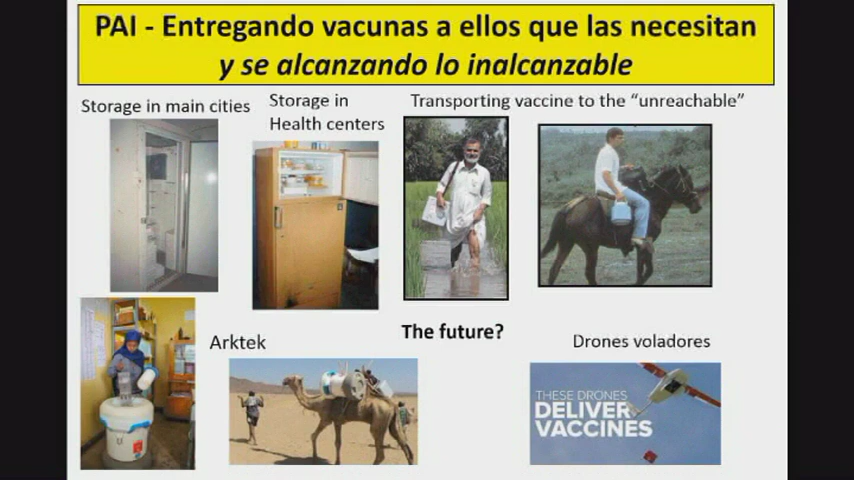 PAI - Entregando vacunas a ellos que las necesitan
y se alcanzando lo inalcanzable
Storage in main cities
Storage in
Health centers
Transporting vaccine to the “unreachable”
Arktek
The future?
Drones voladores
THESE DRONES
DELIVER
VACCINES